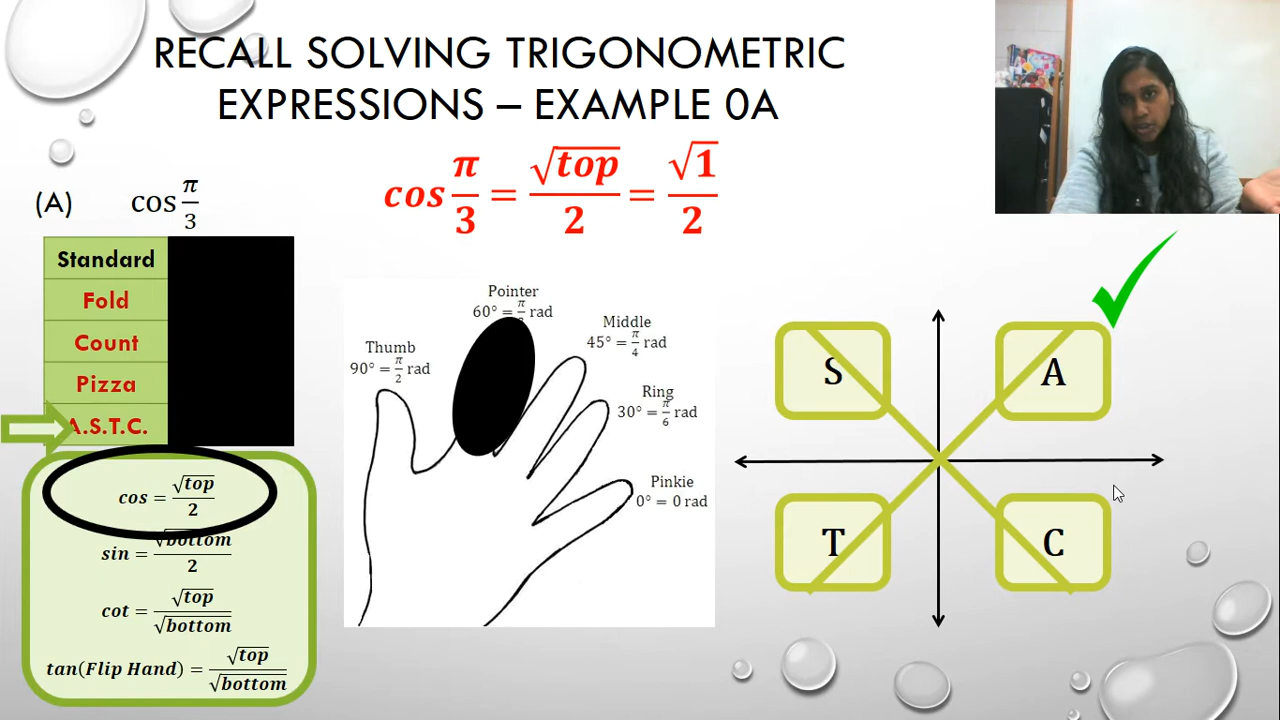 RECALL SOLVING TRIGONOMETRIC
EXPRESSIONS – EXAMPLE 0A
cos π/3 = √top/2 = √1/2
(A) cos π/3
Standard
Fold
Count
Pizza
A.S.T.C.
cos = √top/2
sin = √bottom/2
cot = √top/√bottom
tan(Flip Hand) = √top/√bottom
Pointer
60° = π/ rad
Middle
45° = π/4 rad
Thumb
90° = π/2 rad
Ring
30° = π/6 rad
Pinkie
0° = 0 rad
S
A
T
C